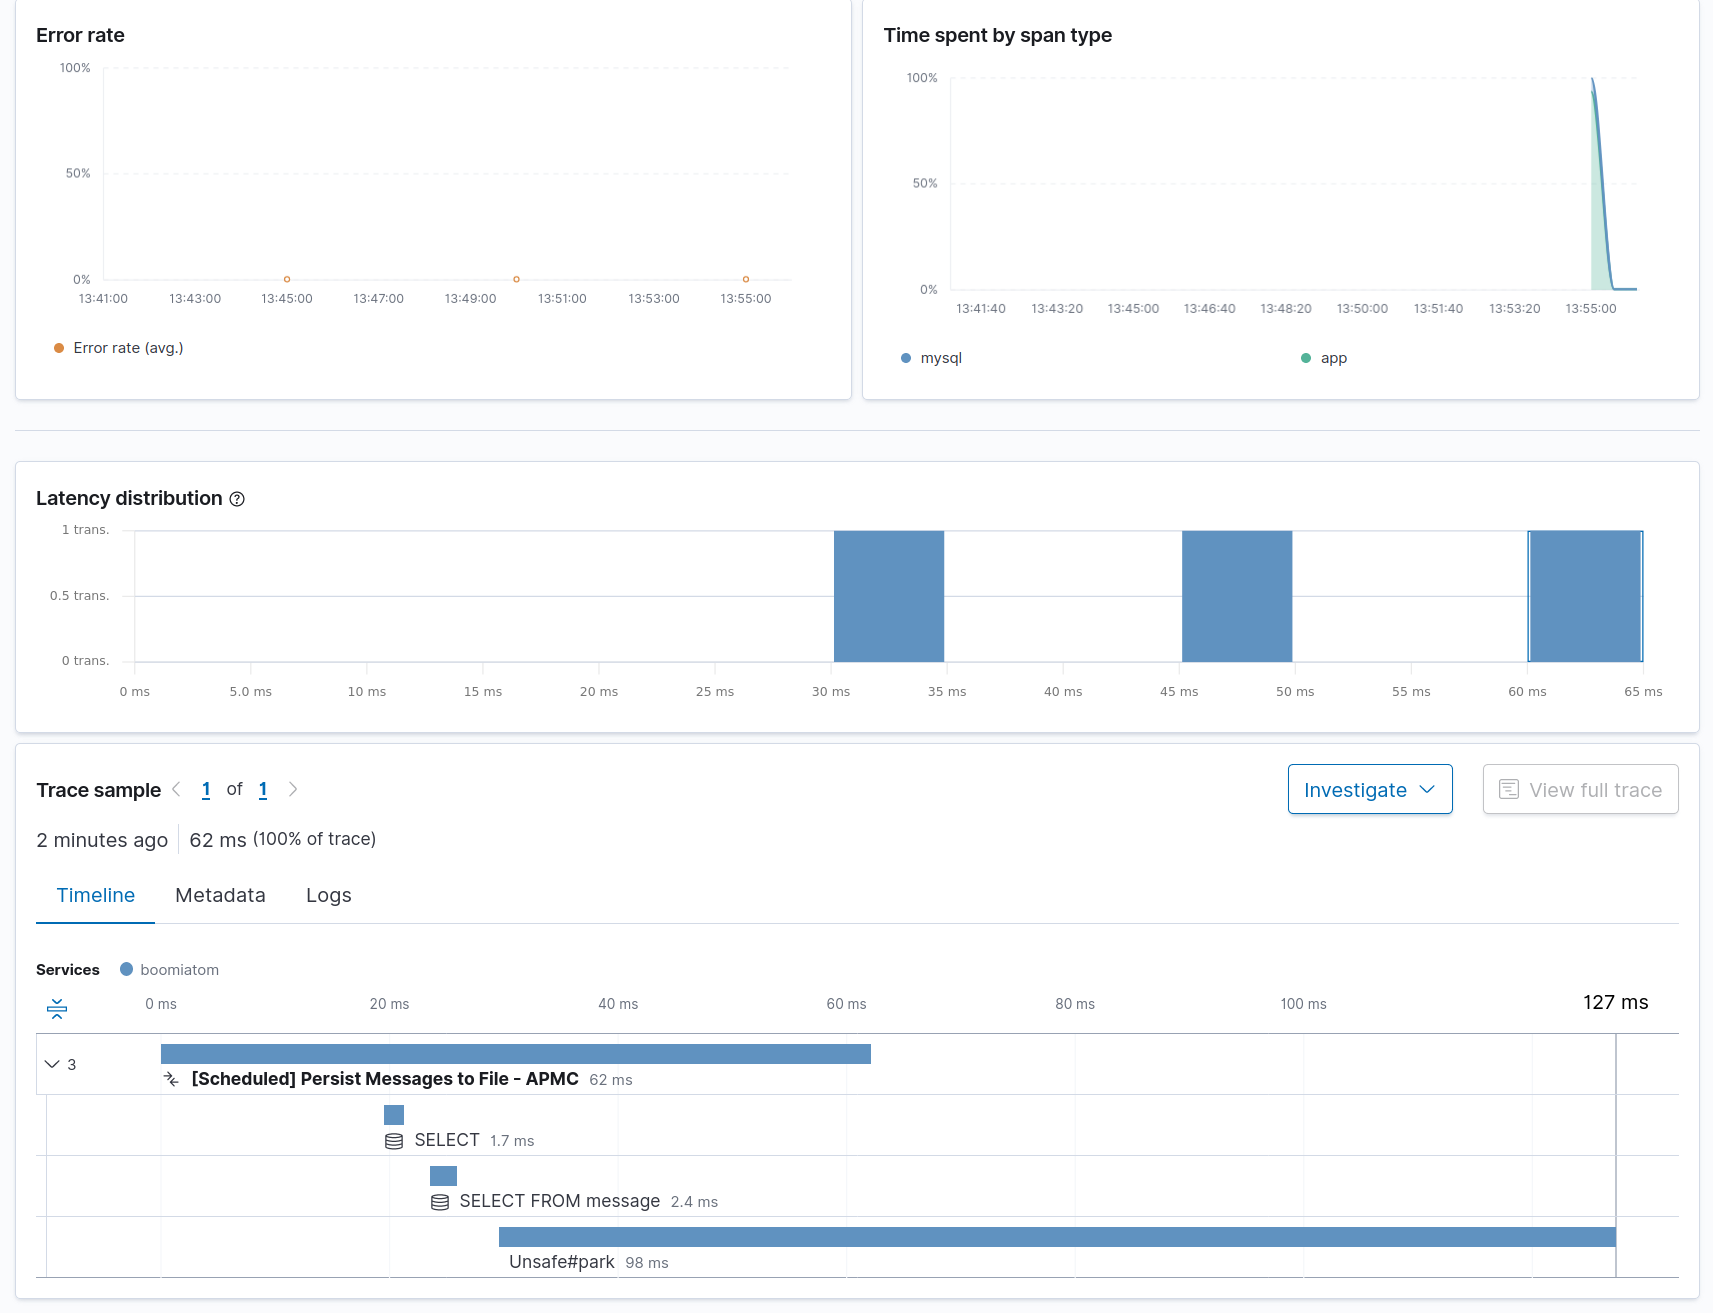 Error rate
100%
50%
0%
13:41:00 13:43:00 13:45:00 13:47:00 13:49:00 13:51:00 13:53:00 13:55:00
Error rate (avg.)
Time spent by span type
100%
50%
0%
13:41:40 13:43:20 13:45:00 13:46:40 13:48:20 13:50:00 13:51:40 13:53:20 13:55:00
mysql app
Latency distribution
1 trans.
0.5 trans.
0 trans.
0 ms 5.0 ms 10 ms 15 ms 20 ms 25 ms 30 ms 35 ms 40 ms 45 ms 50 ms 55 ms 60 ms 65 ms
Trace sample 1 of 1 Investigate View full trace
2 minutes ago 62 ms (100% of trace)
Timeline Metadata Logs
Services boomiatom
0 ms 20 ms 40 ms 60 ms 80 ms 100 ms 127 ms
3
[Scheduled] Persist Messages to File - APMC 62 ms
SELECT 1.7 ms
SELECT FROM message 2.4 ms
Unsafe#park 98 ms